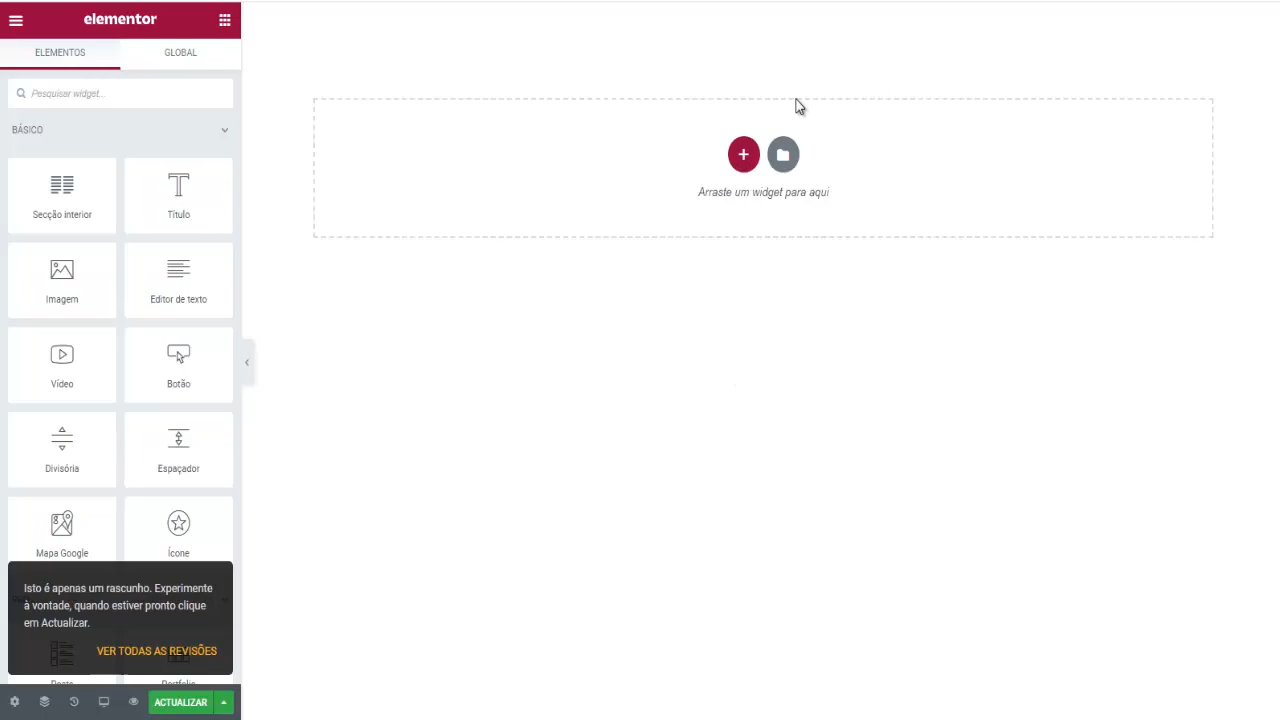 elementor
ELEMENTOS
GLOBAL
Pesquisar widget...
BÁSICO
Secção interior
Título
Imagem
Editor de texto
Vídeo
Botão
Divisória
Espaçador
Mapa Google
Ícone
Isto é apenas um rascunho. Experimente
à vontade, quando estiver pronto clique
em Actualizar.
VER TODAS AS REVISÕES
Portfolio
ACTUALIZAR
Arraste um widget para aqui